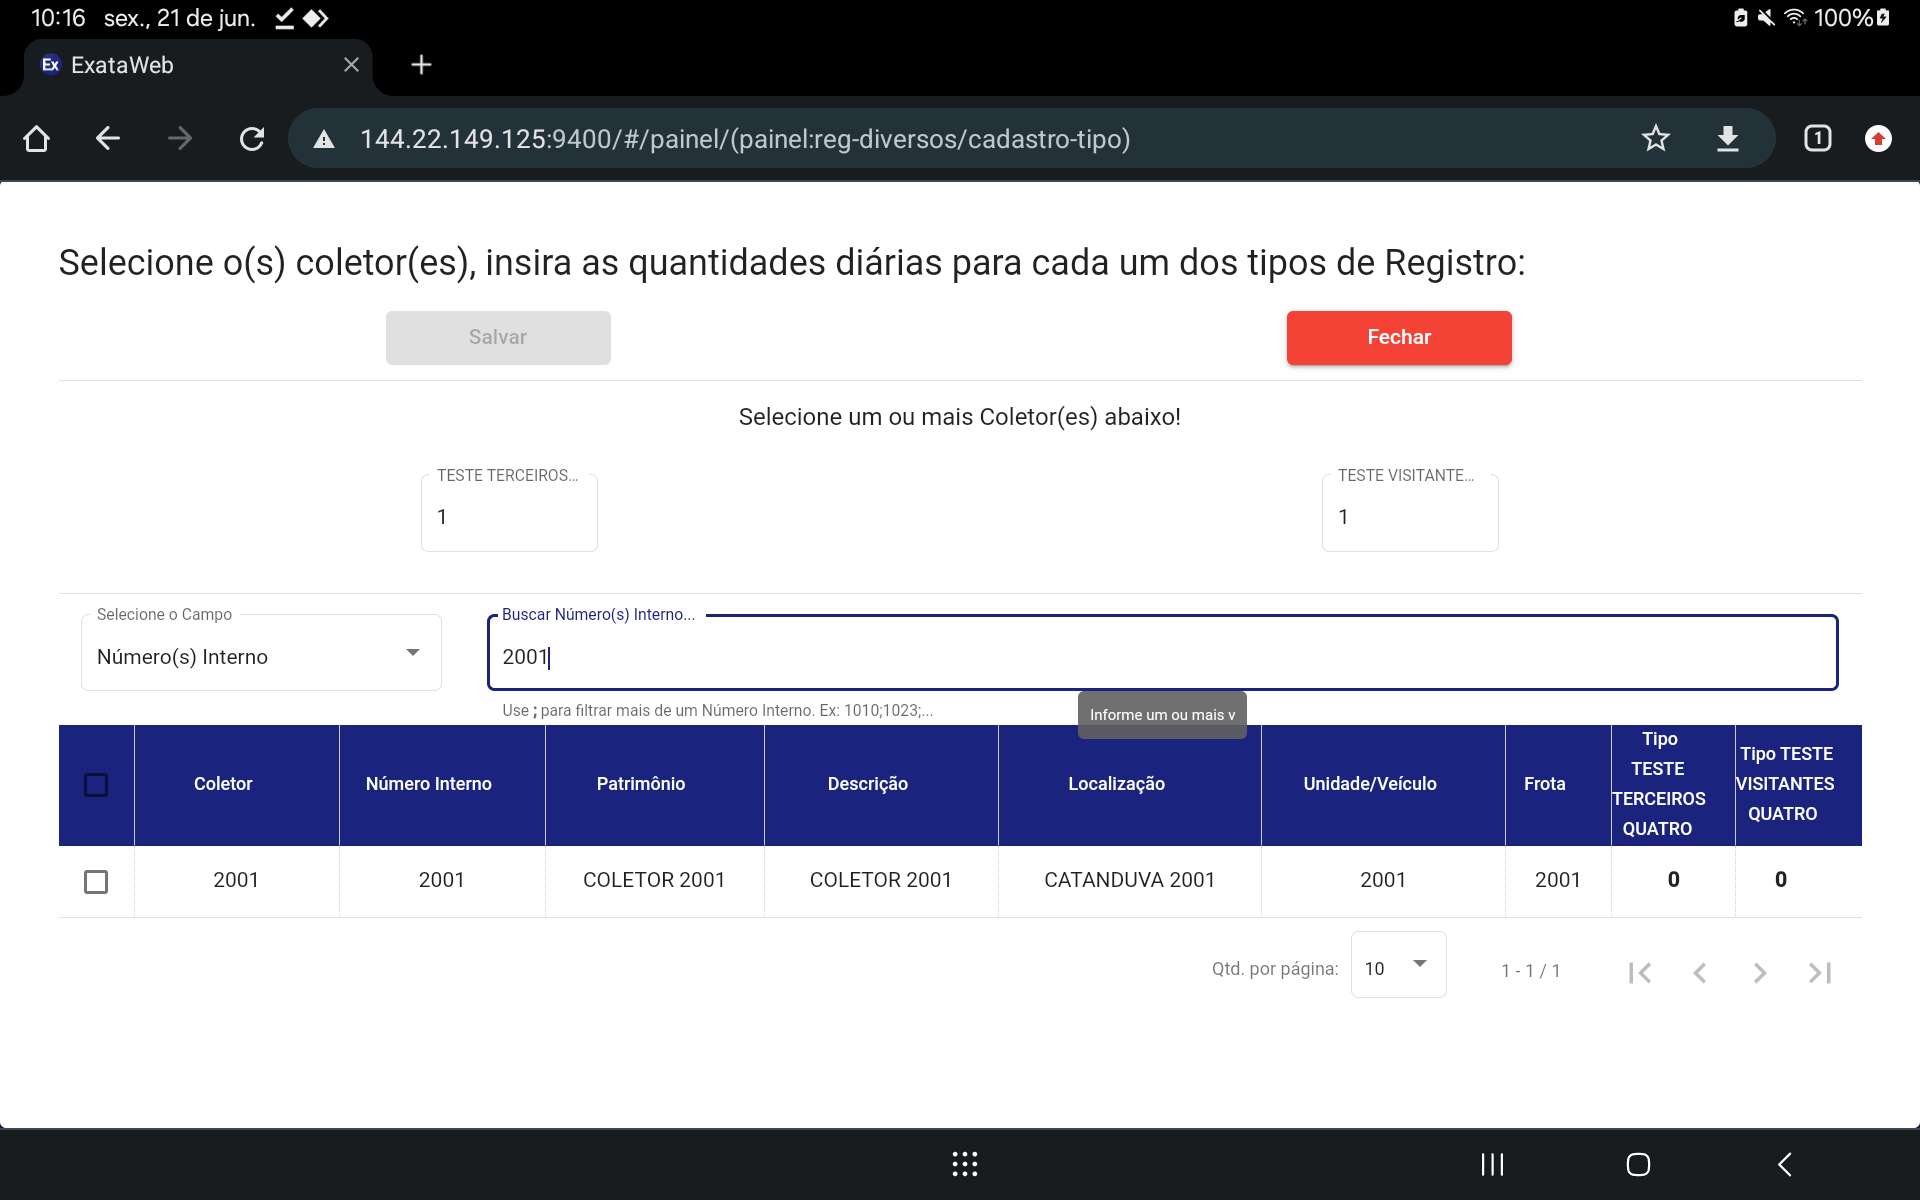 10:16 sex., 21 de jun. 100%
Ex ExataWeb
144.22.149.125:9400/#/painel/(painel:reg-diversos/cadastro-tipo) 1
Selecione o(s) coletor(es), insira as quantidades diárias para cada um dos tipos de Registro:
Salvar Fechar
Selecione um ou mais Coletor(es) abaixo!
TESTE TERCEIROS... TESTE VISITANTE...
1 1
Selecione o Campo Buscar Número(s) Interno...
Número(s) Interno 2001
Use ; para filtrar mais de um Número Interno. Ex: 1010;1023;...
Informe um ou mais v
Coletor Número Interno Patrimônio Descrição Localização Unidade/Veículo Frota Tipo TESTE TERCEIROS QUATRO Tipo TESTE VISITANTES QUATRO
2001 2001 COLETOR 2001 COLETOR 2001 CATANDUVA 2001 2001 2001 0 0
Qtd. por página: 10 1 - 1 / 1